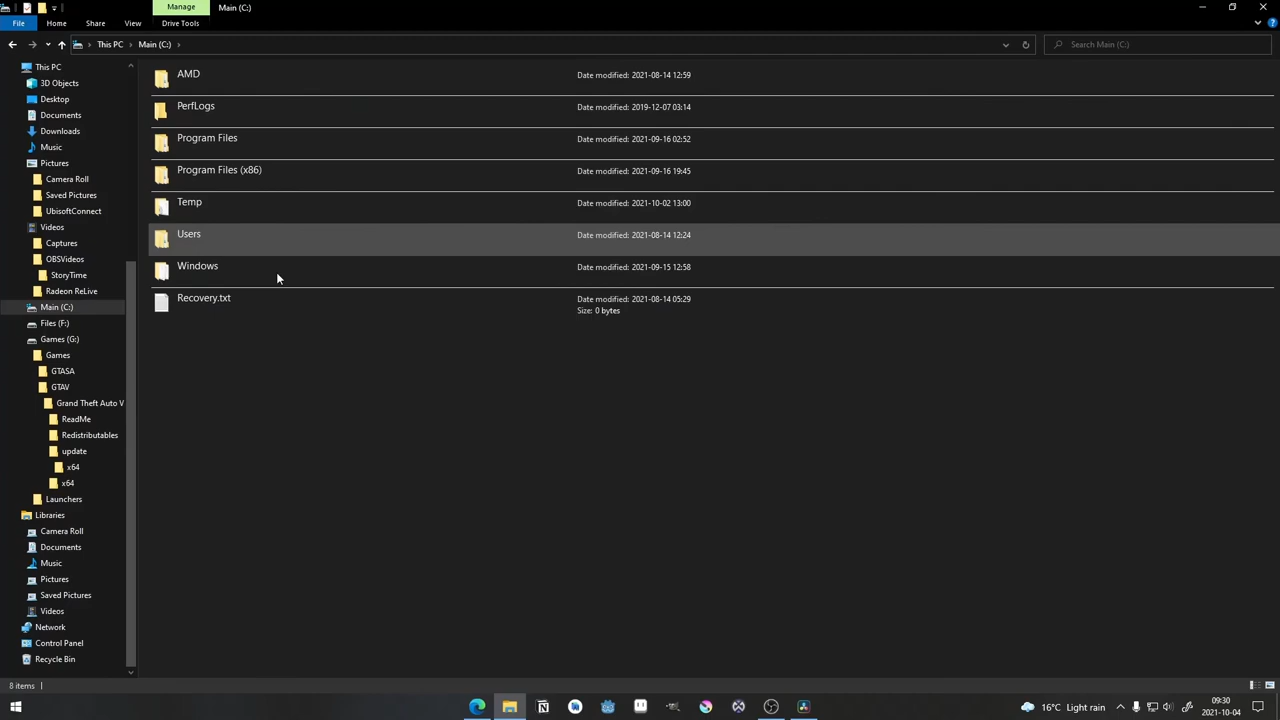 Manage
Main (C:)
File
Home
Share
View
Drive Tools
This PC
Main (C:)
Search Main (C:)
This PC
3D Objects
Desktop
Documents
Downloads
Music
Pictures
Camera Roll
Saved Pictures
UbisoftConnect
Videos
Captures
OBSVideos
StoryTime
Radeon ReLive
Main (C:)
Files (F:)
Games (G:)
Games
GTASA
GTAV
Grand Theft Auto V
ReadMe
Redistributables
update
x64
x64
Launchers
Libraries
Camera Roll
Documents
Music
Pictures
Saved Pictures
Videos
Network
Control Panel
Recycle Bin
AMD
Date modified: 2021-08-14 12:59
PerfLogs
Date modified: 2019-12-07 03:14
Program Files
Date modified: 2021-09-16 02:52
Program Files (x86)
Date modified: 2021-09-16 19:45
Temp
Date modified: 2021-10-02 13:00
Users
Date modified: 2021-08-14 12:24
Windows
Date modified: 2021-09-15 12:58
Recovery.txt
Date modified: 2021-08-14 05:29
Size: 0 bytes
8 items
16°C Light rain
09:30
2021-10-04